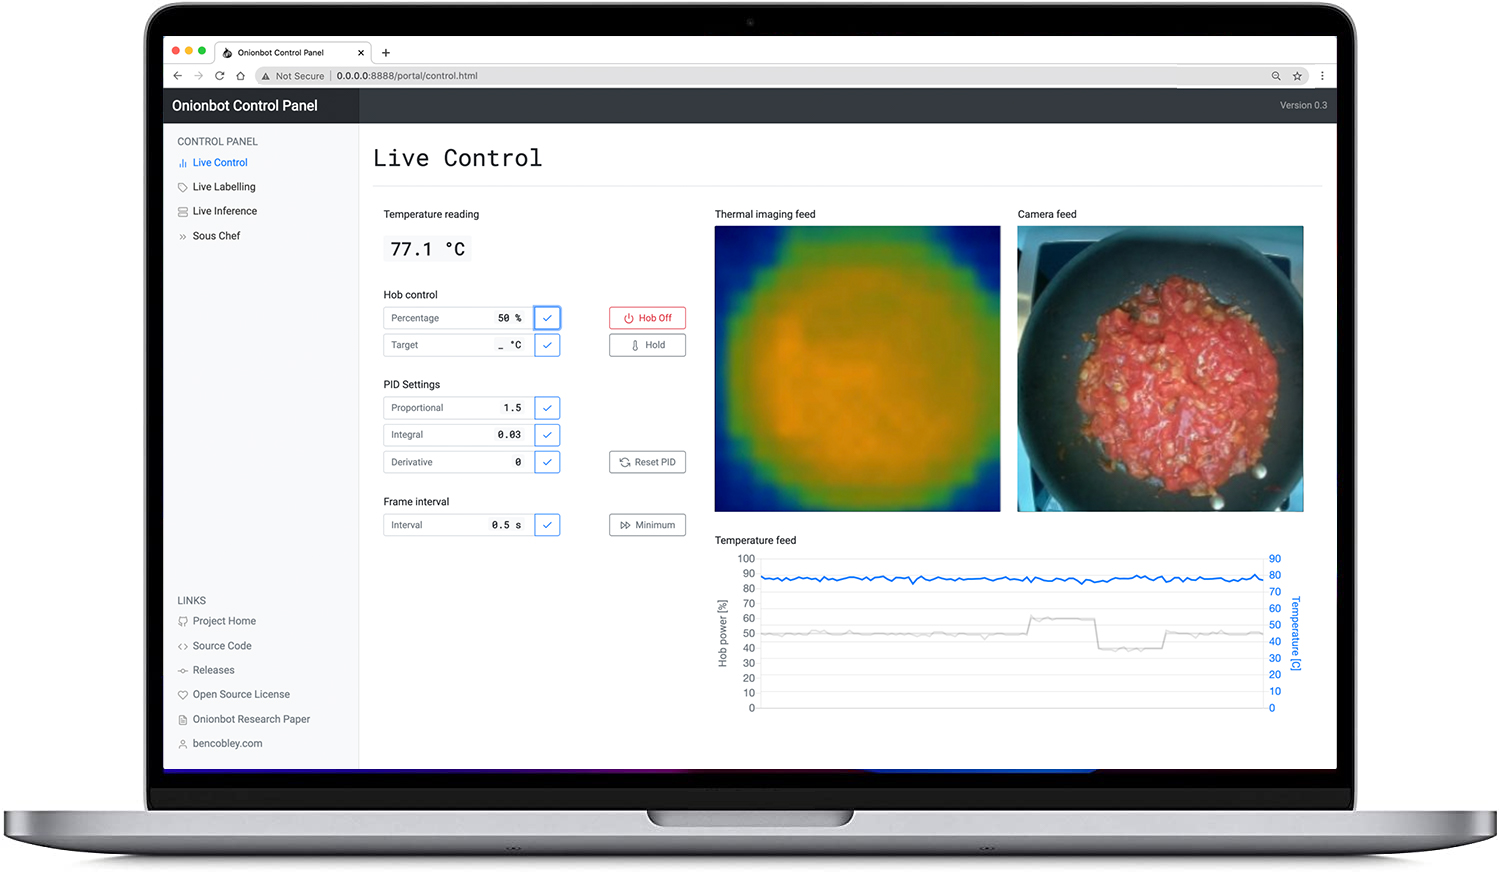 Onionbot Control Panel
Not Secure 0.0.0.0:8888/portal/control.html
Onionbot Control Panel
Version 0.3
CONTROL PANEL
Live Control
Live Labelling
Live Inference
Sous Chef
LINKS
Project Home
Source Code
Releases
Open Source License
Onionbot Research Paper
bencobley.com
Live Control
Temperature reading
77.1 °C
Hob control
Percentage 50 %
Hob Off
Target _ °C
Hold
PID Settings
Proportional 1.5
Integral 0.03
Derivative 0
Reset PID
Frame interval
Interval 0.5 s
Minimum
Thermal imaging feed
Camera feed
Temperature feed
Hob power [%]
100
90
80
70
60
50
40
30
20
10
0
90
80
70
60
50
40
30
20
10
0
Temperature [C]